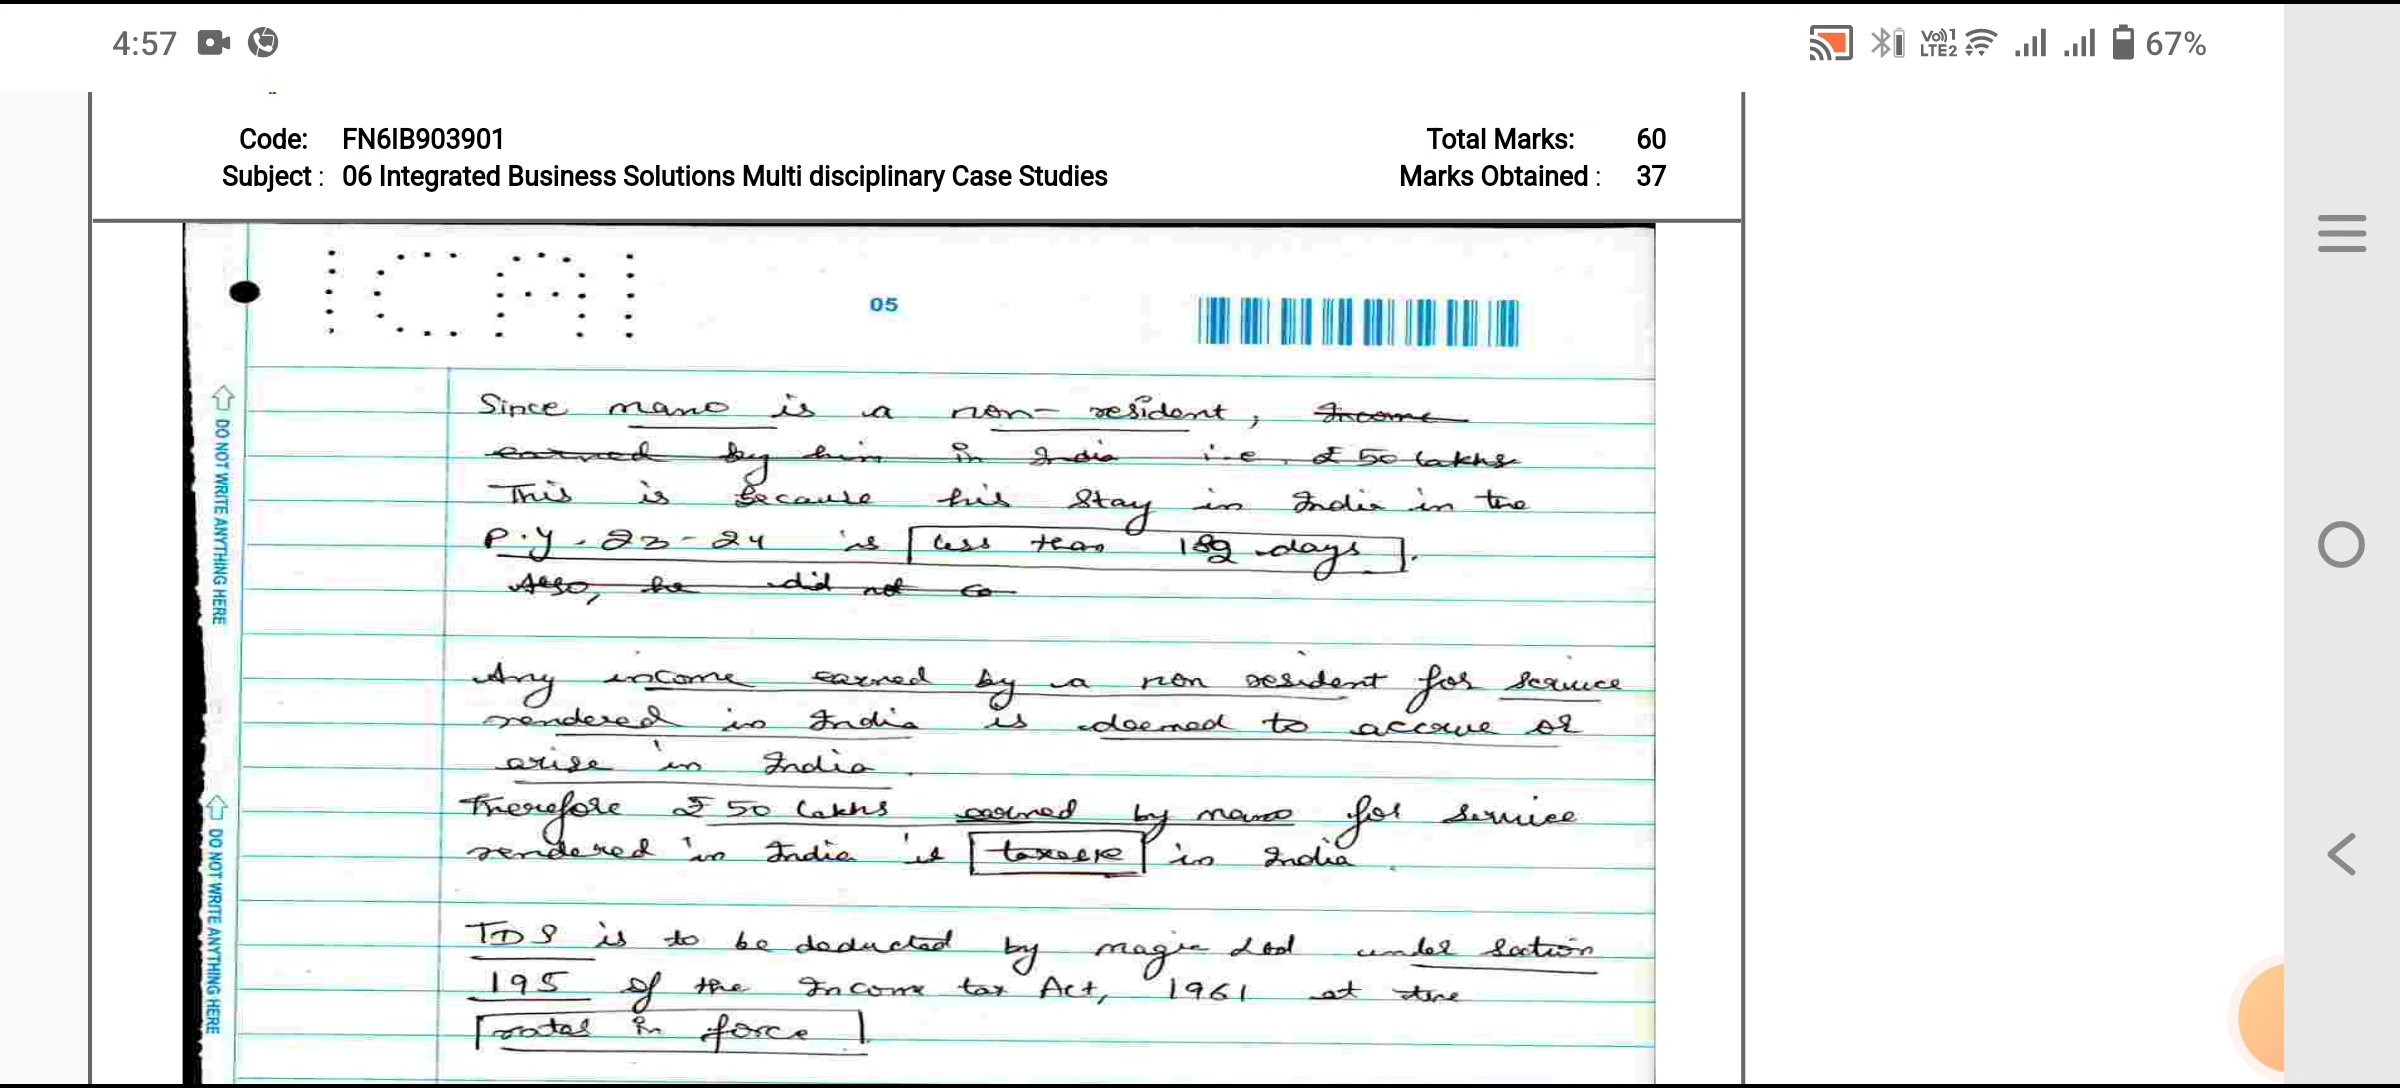 4:57
Vo))1 LTE2 67%
Code: FN6IB903901
Total Marks: 60
Subject : 06 Integrated Business Solutions Multi disciplinary Case Studies
Marks Obtained : 37
ICAI
05
DO NOT WRITE ANYTHING HERE
DO NOT WRITE ANYTHING HERE
Since mano is a non-resident, Income
earned by him in India i.e. ₹ 50 lakhs
This is because his stay in India in the
P.Y. 23-24 is less than 182 days.
Also, he did not co
Any income earned by a non resident for service
rendered in India is deemed to accrue or
arise in India.
Therefore ₹ 50 lakhs earned by mano for service
rendered in India is taxable in India.
TDS is to be deducted by magic Ltd under section
195 of the Income tax Act, 1961 at the
rates in force